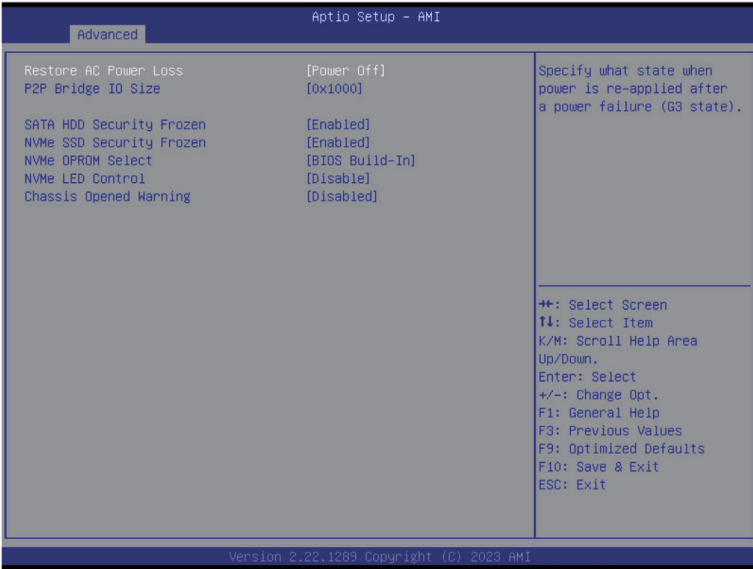 Aptio Setup – AMI
Advanced
Restore AC Power Loss [Power Off]
P2P Bridge IO Size [0x1000]
SATA HDD Security Frozen [Enabled]
NVMe SSD Security Frozen [Enabled]
NVMe OPROM Select [BIOS Build-In]
NVMe LED Control [Disable]
Chassis Opened Warning [Disabled]
Specify what state when
power is re-applied after
a power failure (G3 state).
→←: Select Screen
↑↓: Select Item
K/M: Scroll Help Area
Up/Down.
Enter: Select
+/-: Change Opt.
F1: General Help
F3: Previous Values
F9: Optimized Defaults
F10: Save & Exit
ESC: Exit
Version 2.22.1289 Copyright (C) 2023 AMI